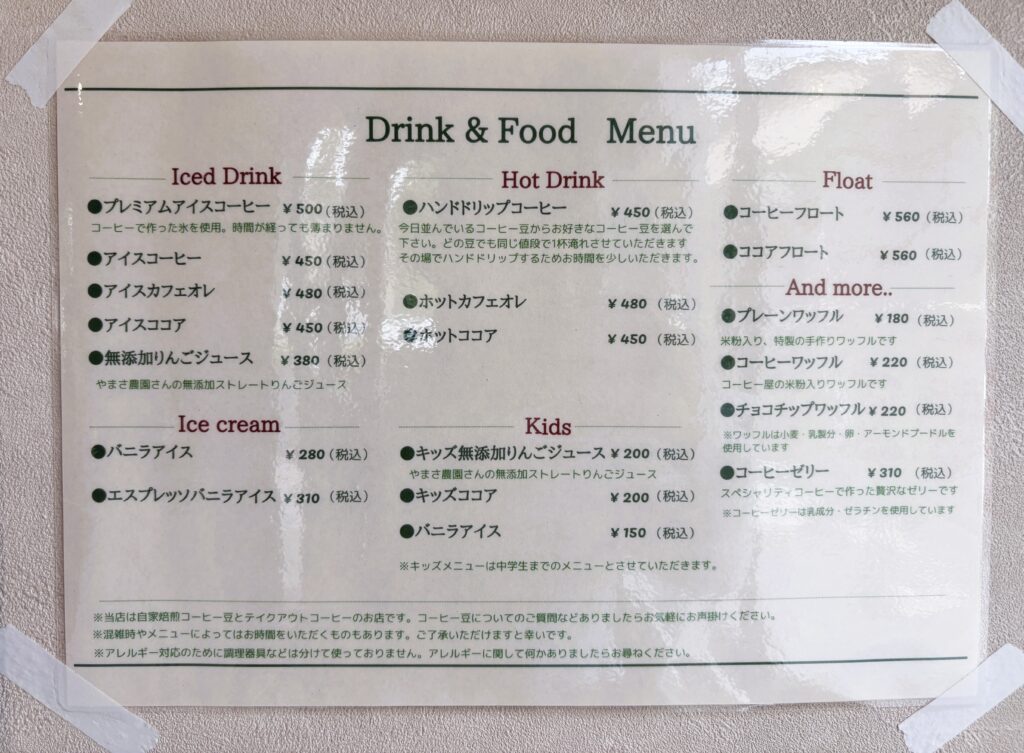 Drink & Food Menu
Iced Drink
●プレミアムアイスコーヒー ¥500(税込)
コーヒーで作った氷を使用。時間が経っても薄まりません。
●アイスコーヒー ¥450(税込)
●アイスカフェオレ ¥480(税込)
●アイスココア ¥450(税込)
●無添加りんごジュース ¥380(税込)
やまさ農園さんの無添加ストレートりんごジュース
Ice cream
●バニラアイス ¥280(税込)
●エスプレッソバニラアイス ¥310(税込)
Hot Drink
●ハンドドリップコーヒー ¥450(税込)
今日並んでいるコーヒー豆からお好きなコーヒー豆を選んで
下さい。どの豆でも同じ値段で1杯淹れさせていただきます
その場でハンドドリップするためお時間を少しいただきます。
●ホットカフェオレ ¥480(税込)
●ホットココア ¥450(税込)
Kids
●キッズ無添加りんごジュース ¥200(税込)
やまさ農園さんの無添加ストレートりんごジュース
●キッズココア ¥200(税込)
●バニラアイス ¥150(税込)
※キッズメニューは中学生までのメニューとさせていただきます。
Float
●コーヒーフロート ¥560(税込)
●ココアフロート ¥560(税込)
And more..
●プレーンワッフル ¥180(税込)
米粉入り、特製の手作りワッフルです
●コーヒーワッフル ¥220(税込)
コーヒー屋の米粉入りワッフルです
●チョコチップワッフル ¥220(税込)
※ワッフルは小麦・乳製分・卵・アーモンドプードルを
使用しています
●コーヒーゼリー ¥310(税込)
スペシャリティコーヒーで作った贅沢なゼリーです
※コーヒーゼリーは乳成分・ゼラチンを使用しています
※当店は自家焙煎コーヒー豆とテイクアウトコーヒーのお店です。コーヒー豆についてのご質問などありましたらお気軽にお声掛けください。
※混雑時やメニューによってはお時間をいただくものもあります。ご了承いただけますと幸いです。
※アレルギー対応のために調理器具などは分けて使っておりません。アレルギーに関して何かありましたらお尋ねください。